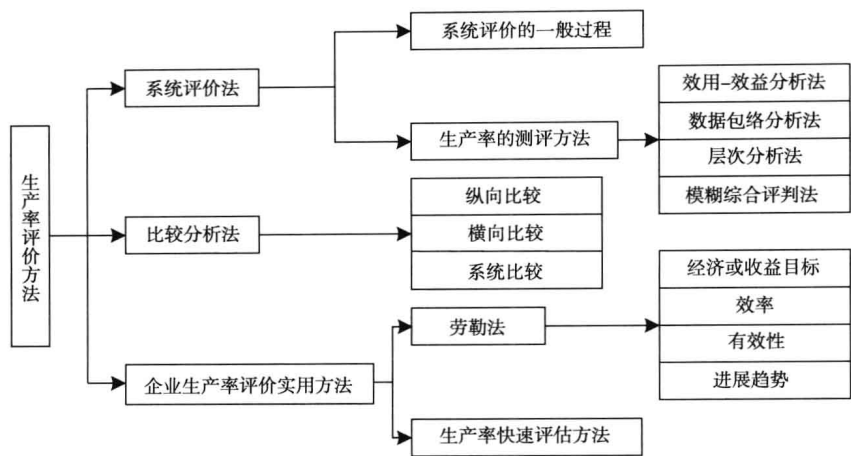 生产率评价方法
系统评价法
系统评价的一般过程
生产率的测评方法
效用–效益分析法
数据包络分析法
层次分析法
模糊综合评判法
比较分析法
纵向比较
横向比较
系统比较
企业生产率评价实用方法
劳勒法
经济或收益目标
效率
有效性
进展趋势
生产率快速评估方法